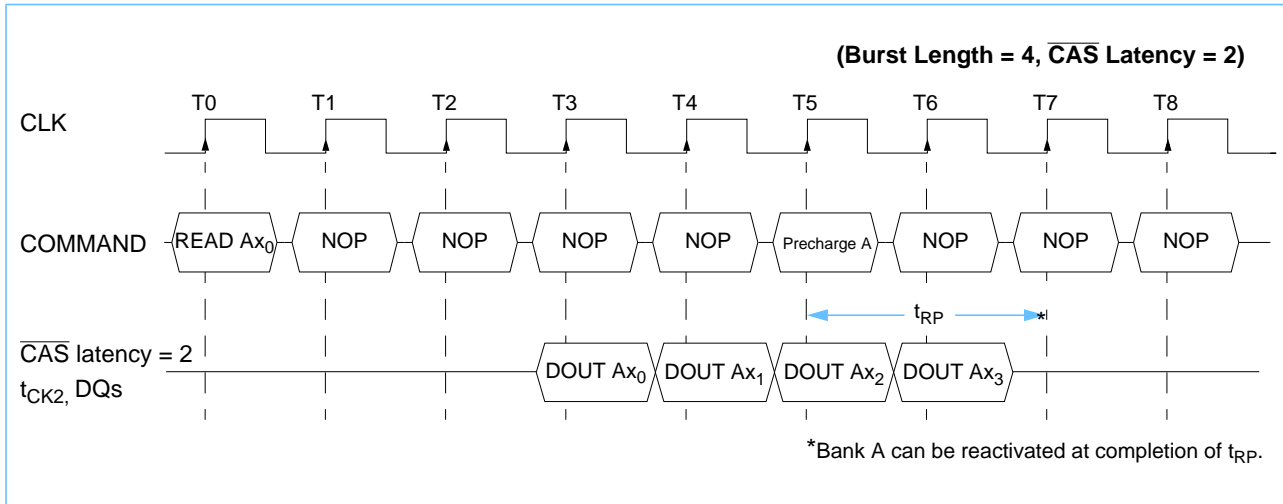 (Burst Length = 4, CAS Latency = 2)
T0 T1 T2 T3 T4 T5 T6 T7 T8
CLK
COMMAND READ Ax0 NOP NOP NOP NOP Precharge A NOP NOP NOP
tRP *
CAS latency = 2
tCK2, DQs
DOUT Ax0 DOUT Ax1 DOUT Ax2 DOUT Ax3
*Bank A can be reactivated at completion of tRP.